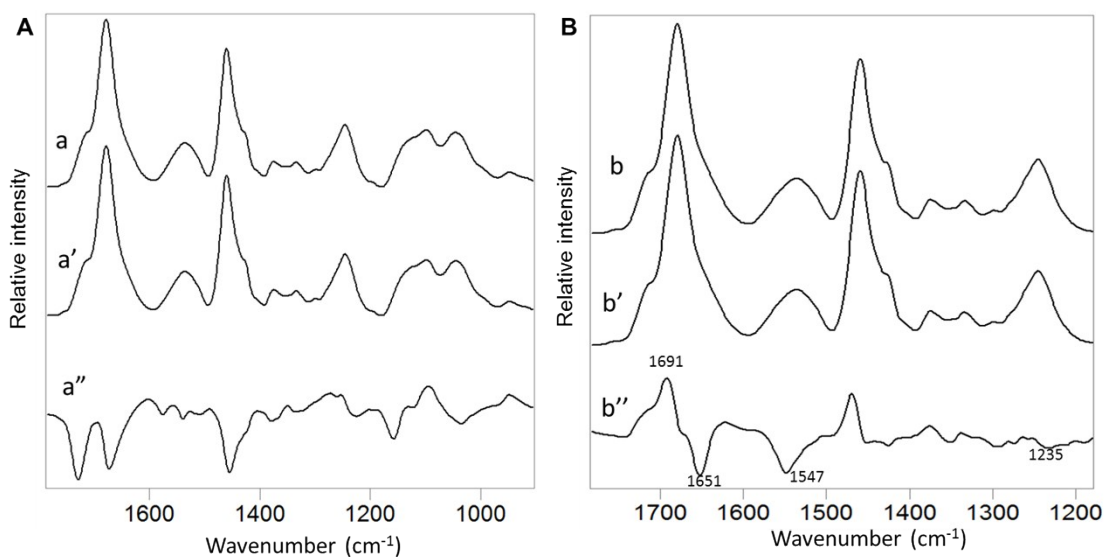 A
a
a’
a”
Relative intensity
1600 1400 1200 1000
Wavenumber (cm-1)
B
b
b’
b’’
1691
1651
1547
1235
Relative intensity
1700 1600 1500 1400 1300 1200
Wavenumber (cm-1)